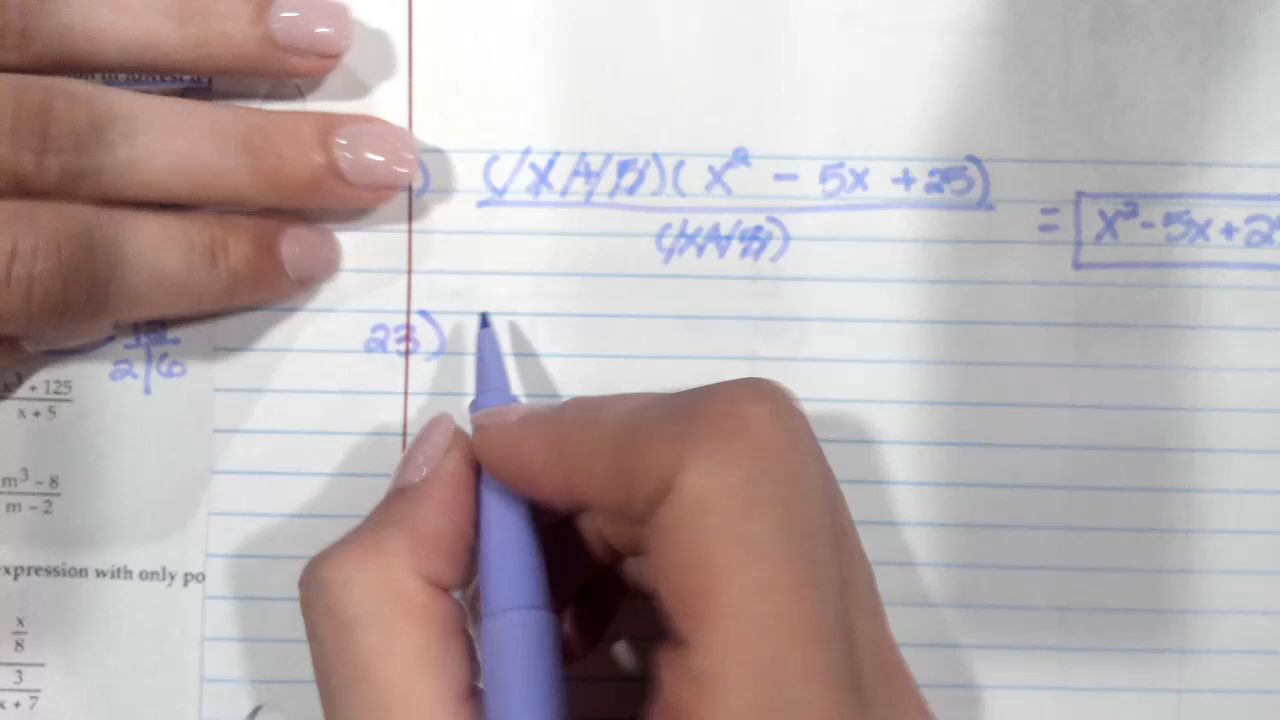 ) (x+5)(x² - 5x + 25)
(x+5)
= x² - 5x + 2
23)
12
2 | 6
x³ + 125
x + 5
m³ - 8
m - 2
expression with only po
x
8
3
x + 7